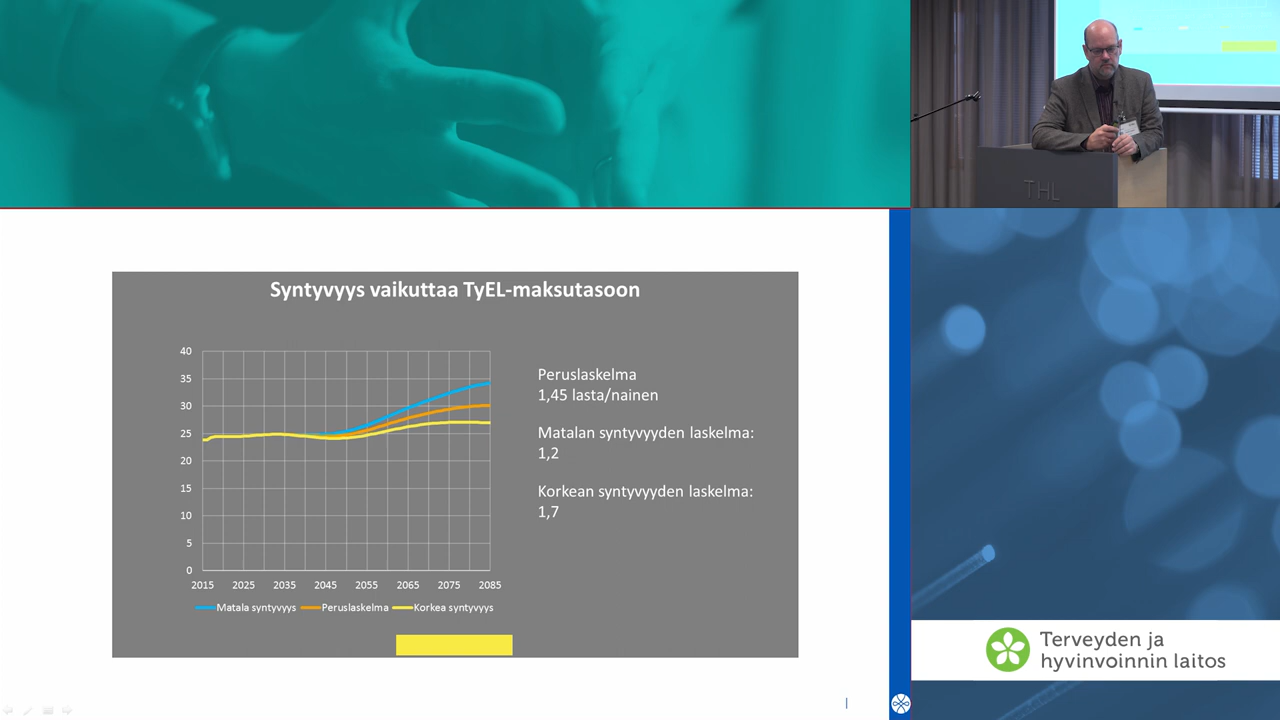 THL
Syntyvyys vaikuttaa TyEL-maksutasoon
40
35
30
25
20
15
10
5
0
2015 2025 2035 2045 2055 2065 2075 2085
Matala syntyvyys Peruslaskelma Korkea syntyvyys
Peruslaskelma
1,45 lasta/nainen
Matalan syntyvyyden laskelma:
1,2
Korkean syntyvyyden laskelma:
1,7
Terveyden ja
hyvinvoinnin laitos